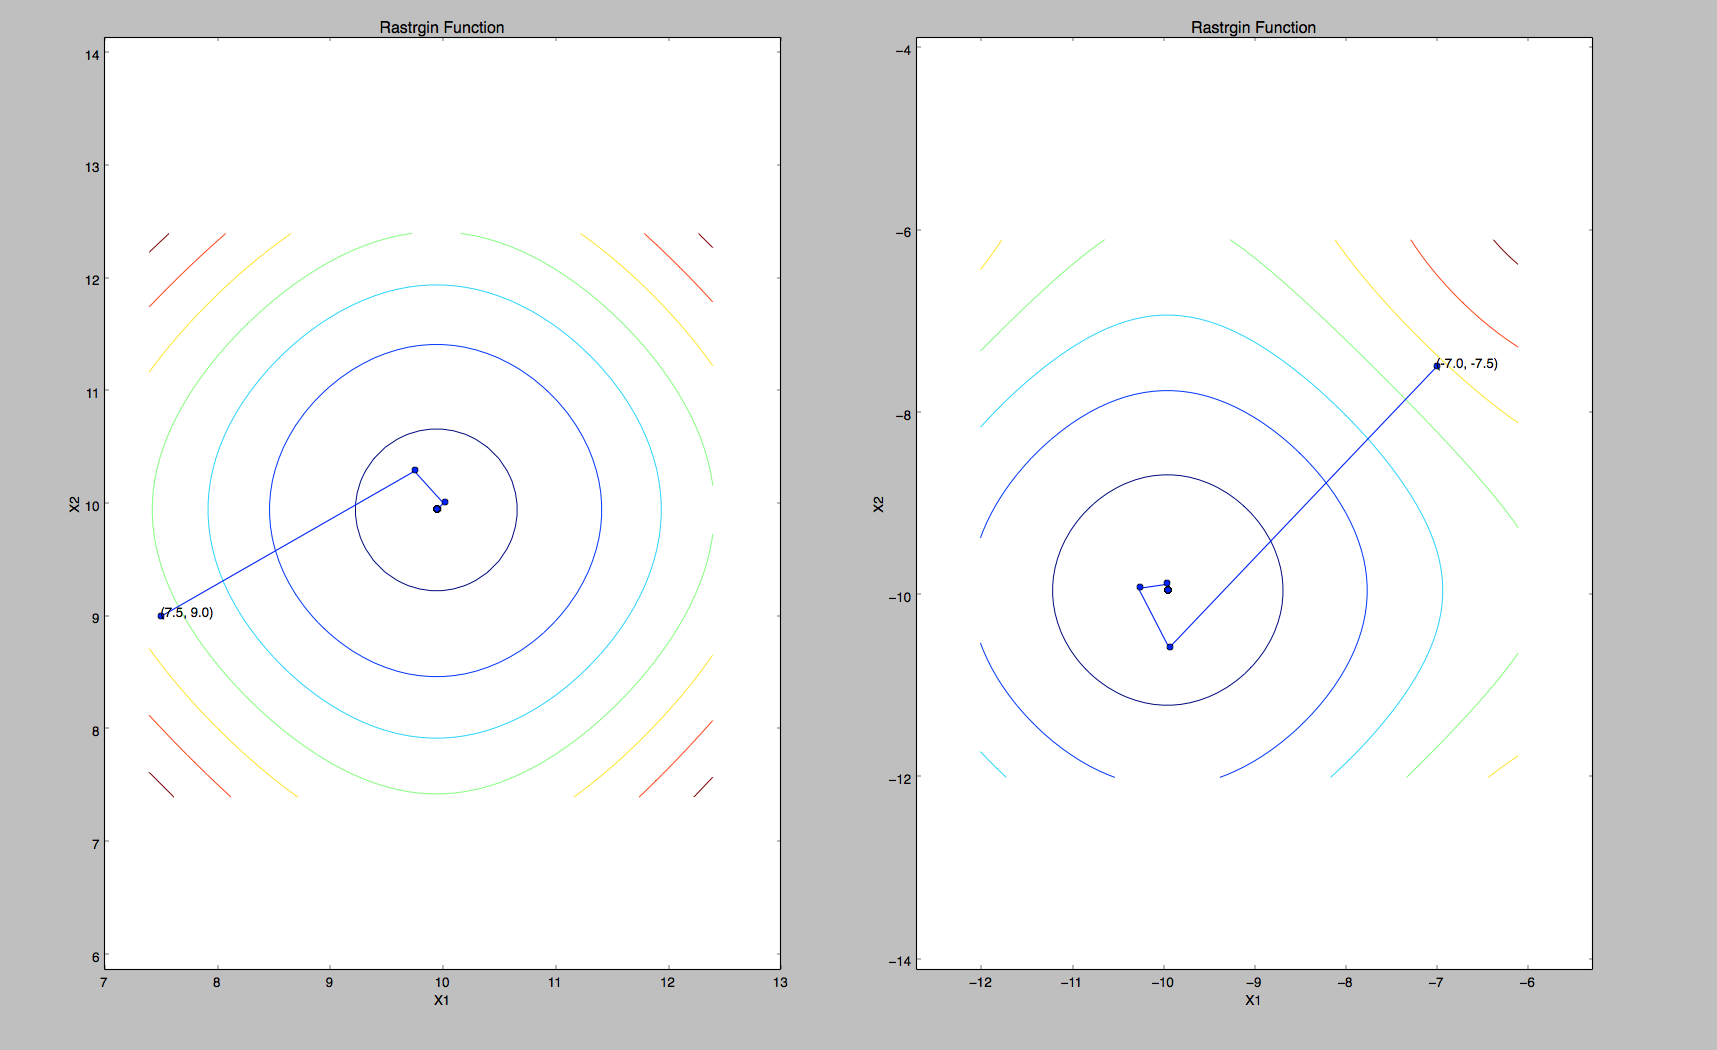 Rastrgin Function
14
13
12
11
10
9
8
7
6
X2
(7.5, 9.0)
7 8 9 10 11 12 13
X1
Rastrgin Function
−4
−6
−8
−10
−12
−14
X2
(-7.0, -7.5)
−12 −11 −10 −9 −8 −7 −6
X1